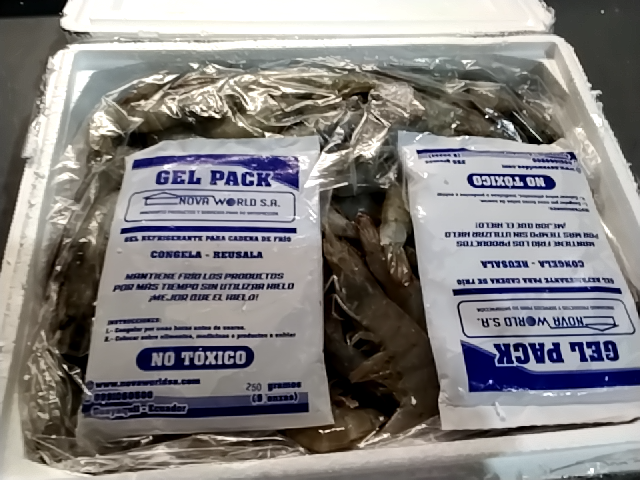 GEL PACK
NOVA WORLD S.A.
GEL REFRIGERANTE PARA CADENA DE FRÍO
CONGELA - REUSALA
MANTIENE FRÍO LOS PRODUCTOS
POR MÁS TIEMPO SIN UTILIZAR HIELO
¡MEJOR QUE EL HIELO!
INSTRUCCIONES:
NO TÓXICO
www.novaworldsa.com
250 gramos
Guayaquil - Ecuador
GEL PACK
NOVA WORLD S.A.
GEL REFRIGERANTE PARA CADENA DE FRÍO
CONGELA - REUSALA
MANTIENE FRÍO LOS PRODUCTOS
POR MÁS TIEMPO SIN UTILIZAR HIELO
¡MEJOR QUE EL HIELO!
NO TÓXICO